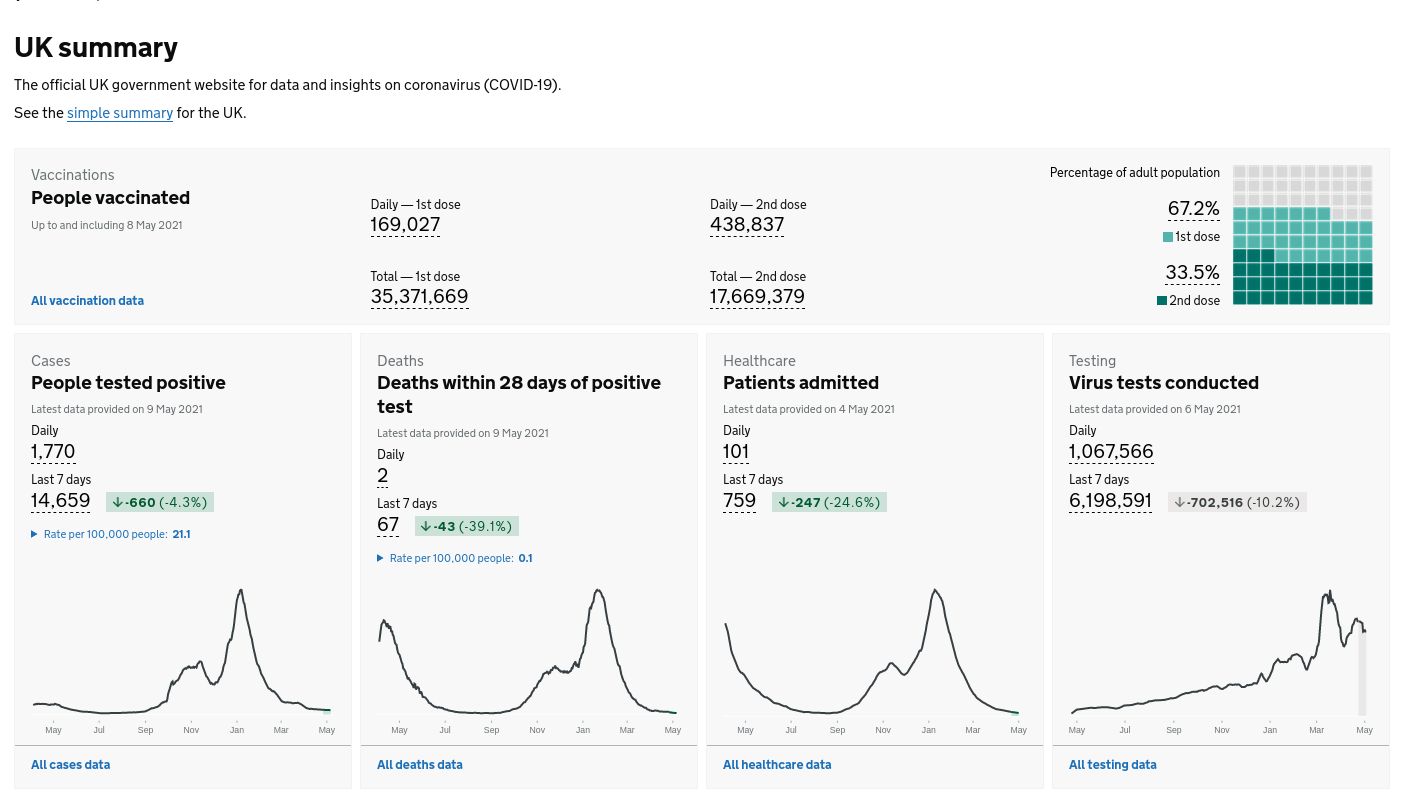 UK summary
The official UK government website for data and insights on coronavirus (COVID-19).
See the simple summary for the UK.
Vaccinations
People vaccinated
Up to and including 8 May 2021
All vaccination data
Daily — 1st dose
169,027
Total — 1st dose
35,371,669
Daily — 2nd dose
438,837
Total — 2nd dose
17,669,379
Percentage of adult population
67.2%
1st dose
33.5%
2nd dose
Cases
People tested positive
Latest data provided on 9 May 2021
Daily
1,770
Last 7 days
14,659 -660 (-4.3%)
Rate per 100,000 people: 21.1
May Jul Sep Nov Jan Mar May
All cases data
Deaths
Deaths within 28 days of positive
test
Latest data provided on 9 May 2021
Daily
2
Last 7 days
67 -43 (-39.1%)
Rate per 100,000 people: 0.1
May Jul Sep Nov Jan Mar May
All deaths data
Healthcare
Patients admitted
Latest data provided on 4 May 2021
Daily
101
Last 7 days
759 -247 (-24.6%)
May Jul Sep Nov Jan Mar May
All healthcare data
Testing
Virus tests conducted
Latest data provided on 6 May 2021
Daily
1,067,566
Last 7 days
6,198,591 -702,516 (-10.2%)
May Jul Sep Nov Jan Mar May
All testing data